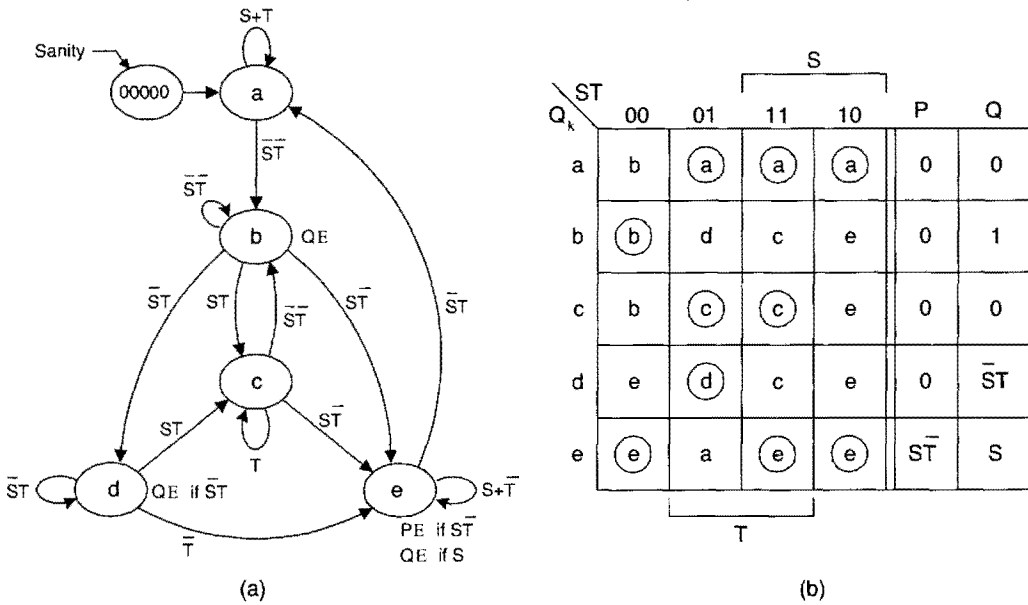 S+T
Sanity
00000
a
S̅T̅
S̅T̅
b
QE
S̅T
ST
S̅T̅
ST̅
S̅T
c
ST
ST̅
T
S̅T
d
QE if S̅T
T̅
e
S+T̅
PE if ST̅
QE if S
(a)
S
ST
Qk
00 01 11 10 P Q
a b a a a 0 0
b b d c e 0 1
c b c c e 0 0
d e d c e 0 S̅T
e e a e e ST̅ S
T
(b)